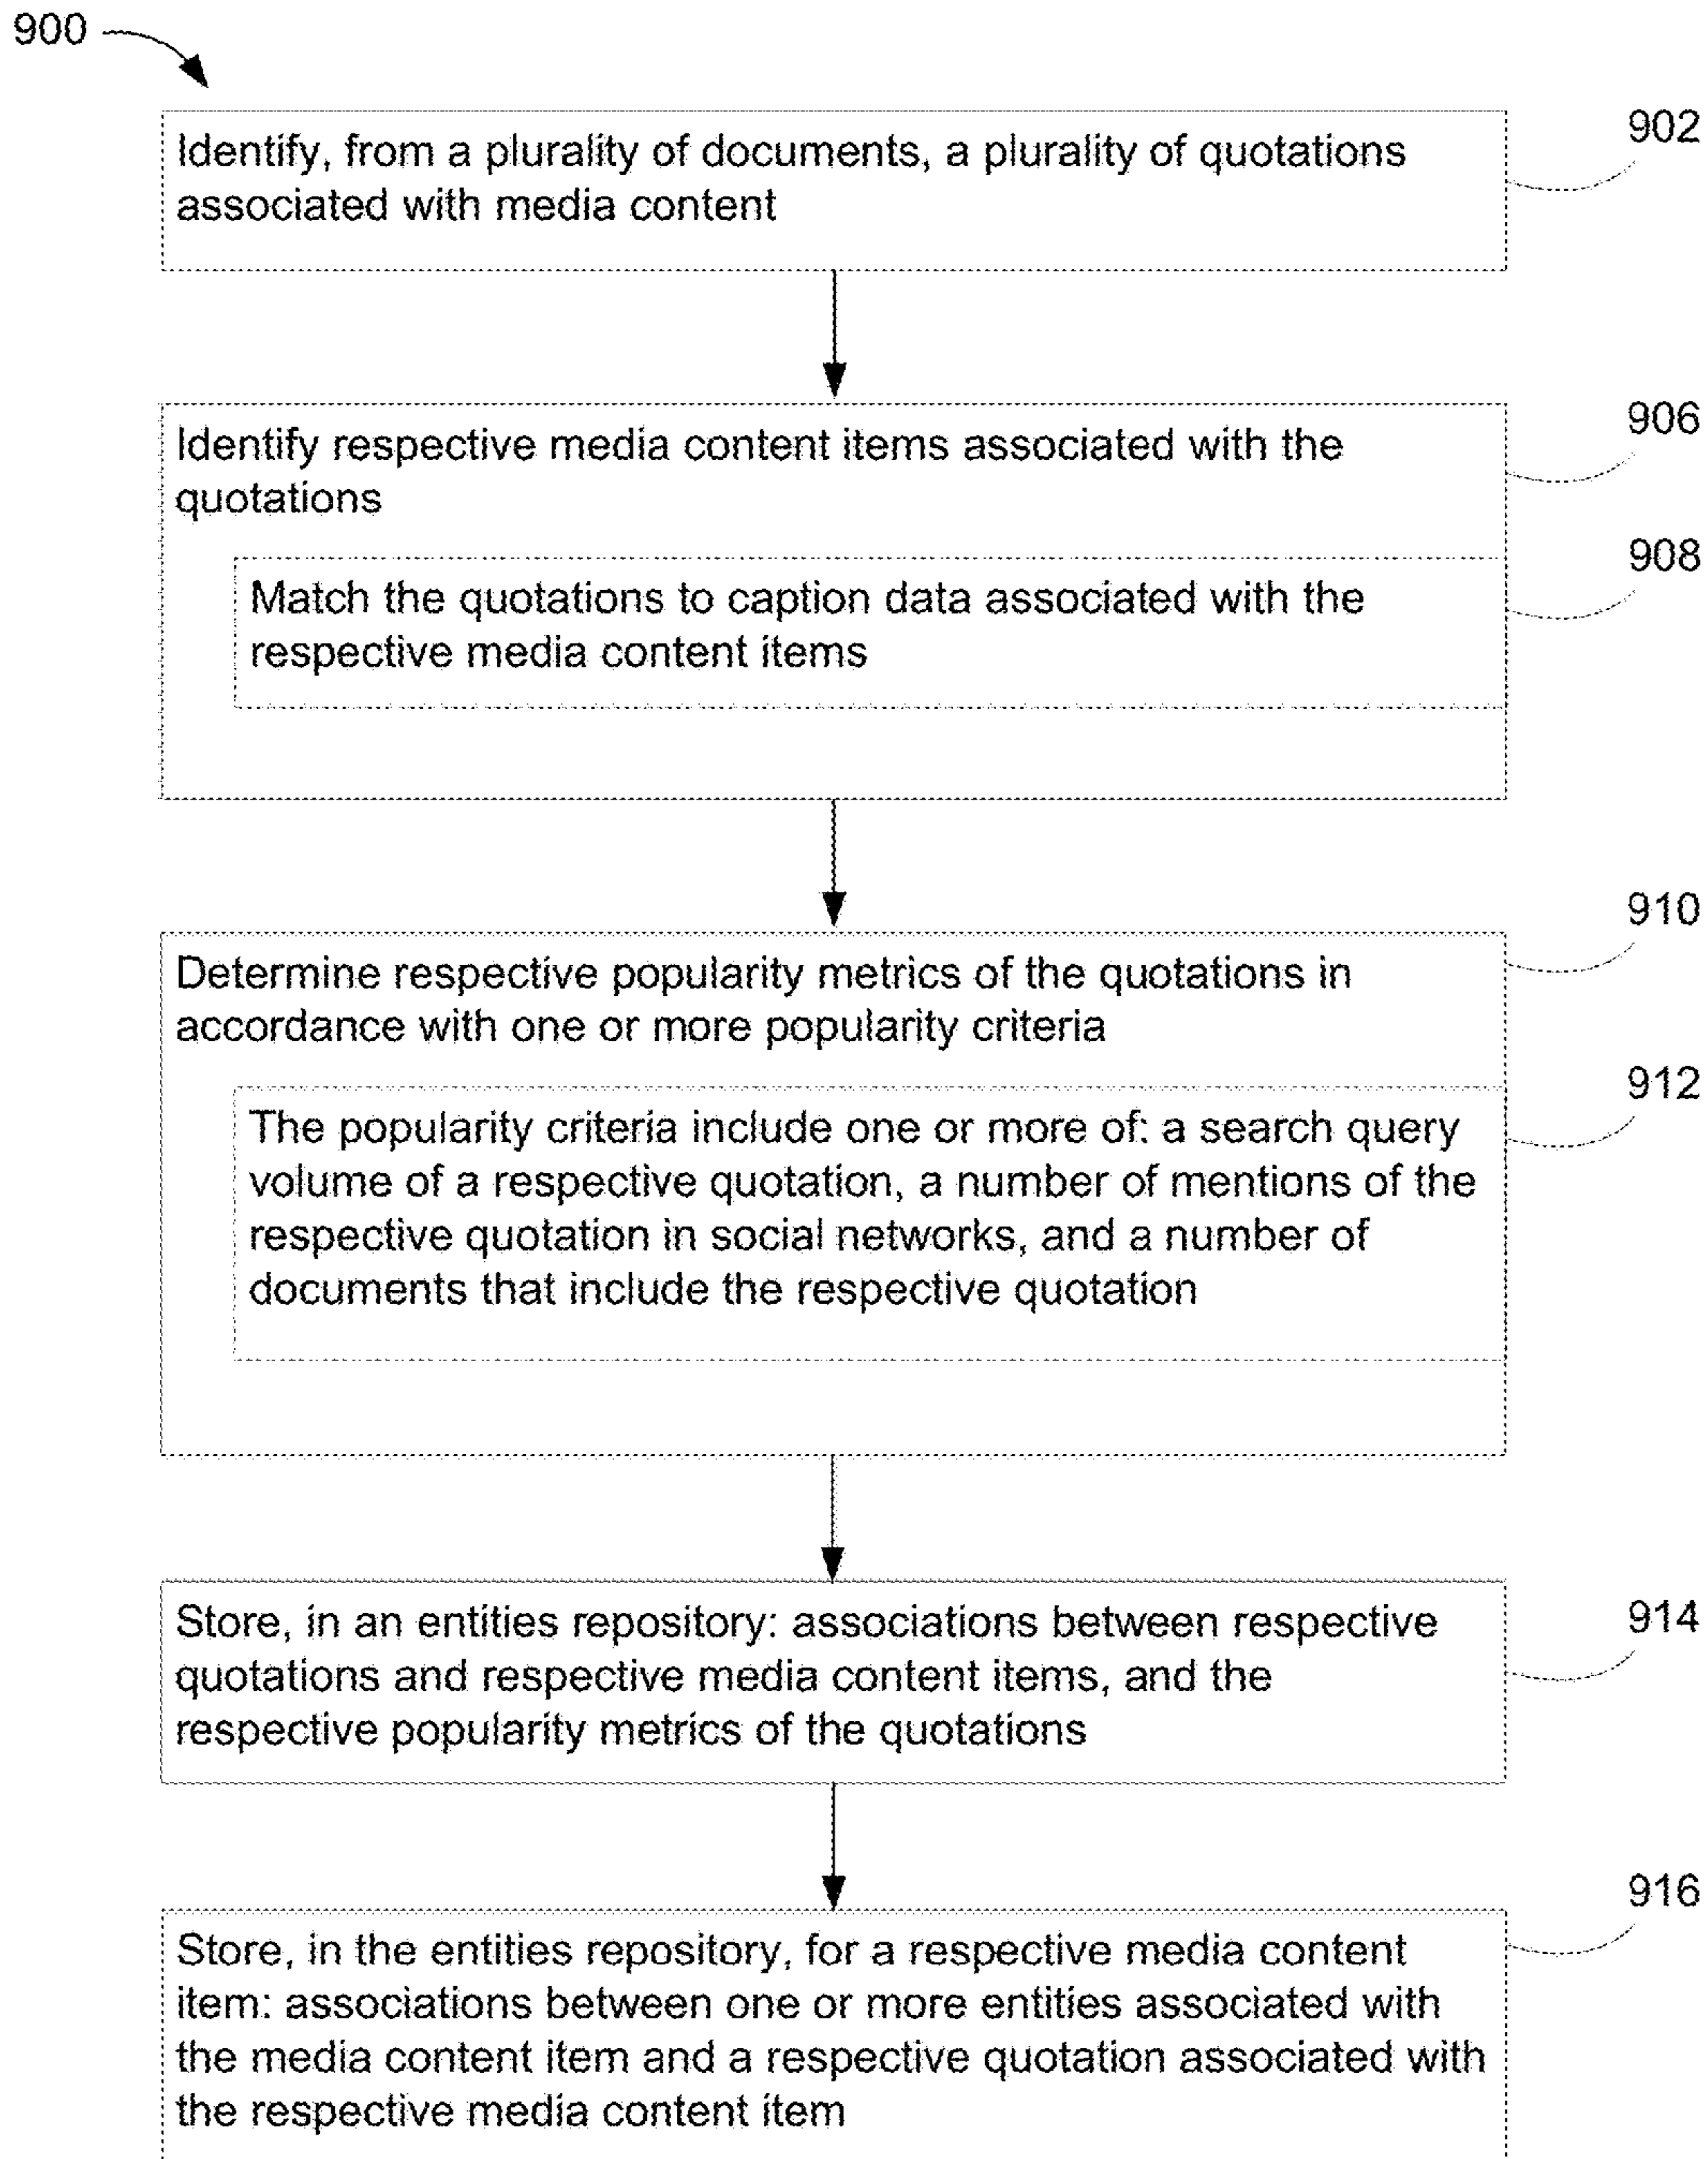 900
902
Identify, from a plurality of documents, a plurality of quotations
associated with media content
906
Identify respective media content items associated with the
quotations
908
Match the quotations to caption data associated with the
respective media content items
910
Determine respective popularity metrics of the quotations in
accordance with one or more popularity criteria
912
The popularity criteria include one or more of: a search query
volume of a respective quotation, a number of mentions of the
respective quotation in social networks, and a number of
documents that include the respective quotation
914
Store, in an entities repository: associations between respective
quotations and respective media content items, and the
respective popularity metrics of the quotations
916
Store, in the entities repository, for a respective media content
item: associations between one or more entities associated with
the media content item and a respective quotation associated with
the respective media content item